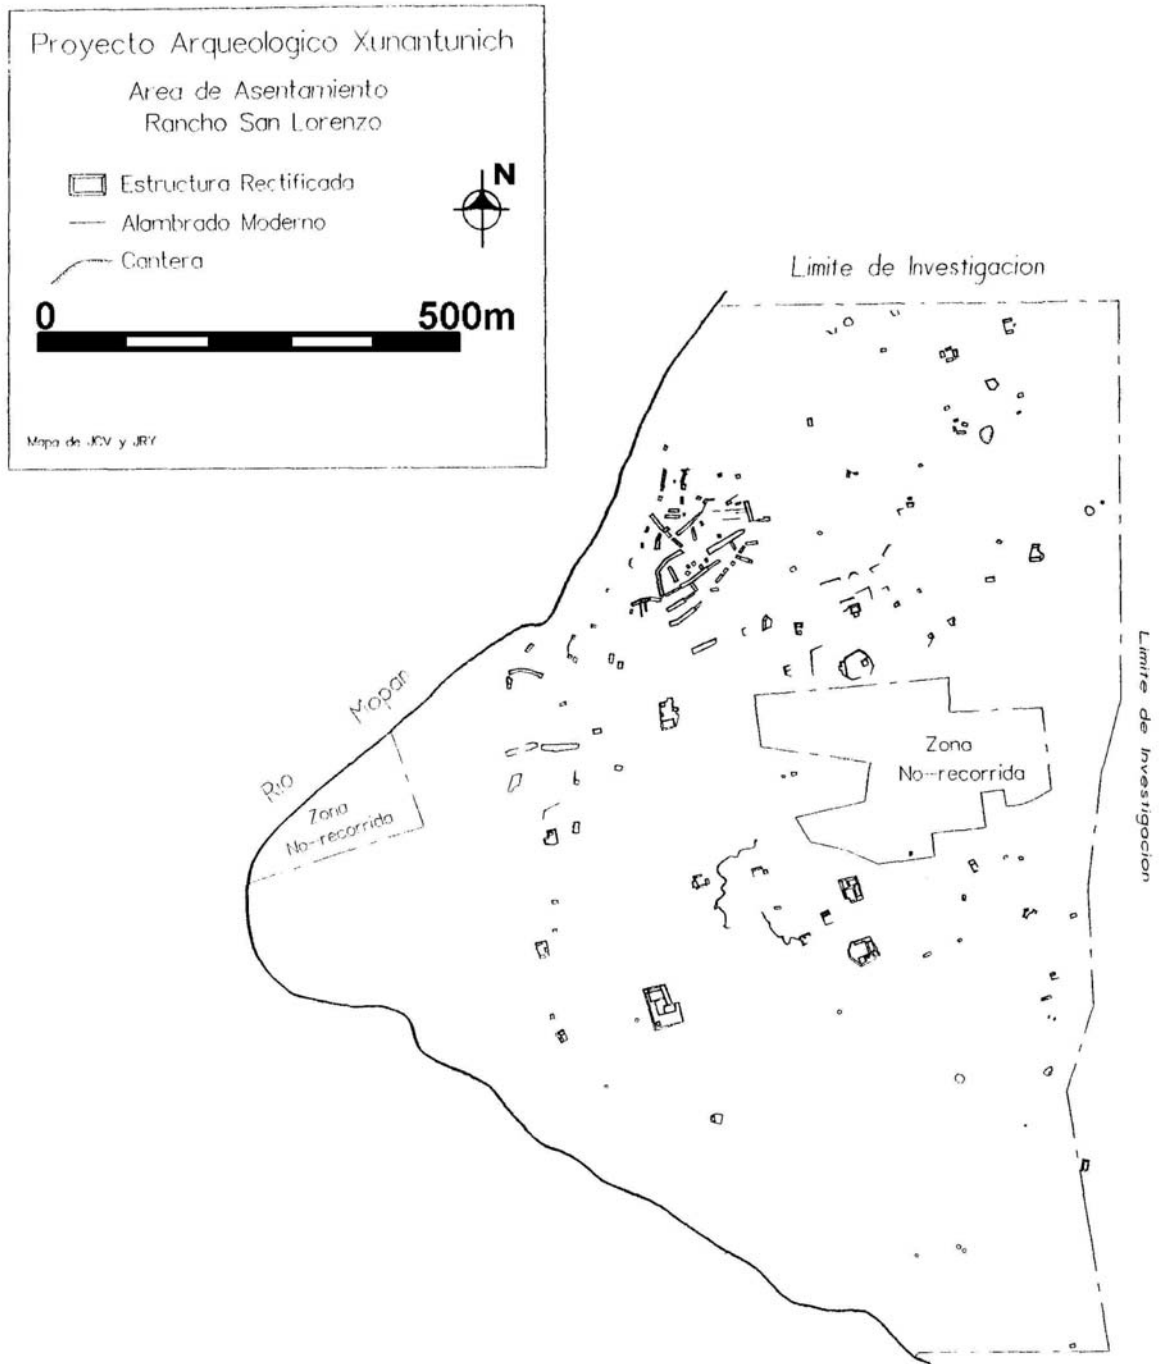 Proyecto Arqueologico Xunantunich
Area de Asentamiento
Rancho San Lorenzo
Estructura Rectificada
N
Alambrado Moderno
Cantera
0 500m
Mapa de JCV y JRY
Limite de Investigacion
Limite de Investigacion
Rio Mopan
Zona
No-recorrida
Zona
No-recorrida